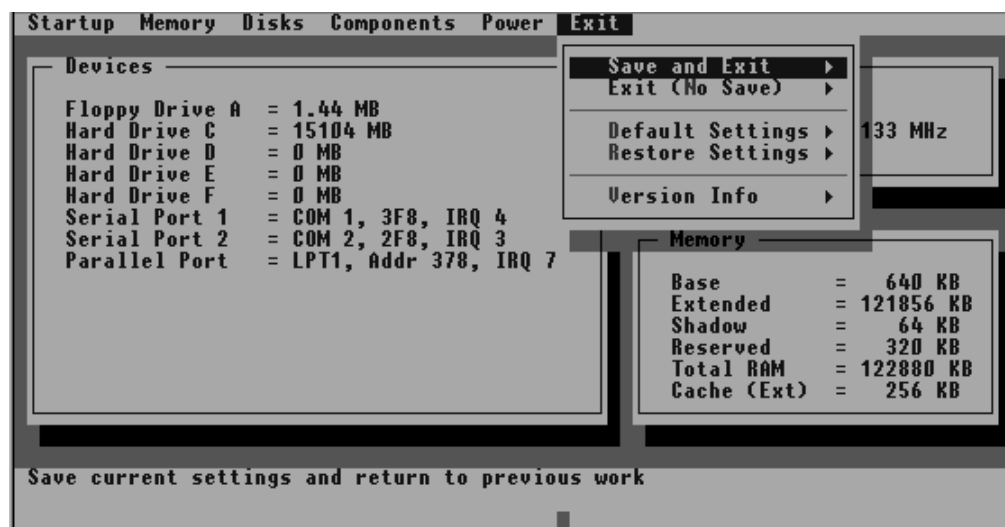 Startup Memory Disks Components Power Exit
Devices
Floppy Drive A = 1.44 MB
Hard Drive C = 15104 MB
Hard Drive D = 0 MB
Hard Drive E = 0 MB
Hard Drive F = 0 MB
Serial Port 1 = COM 1, 3F8, IRQ 4
Serial Port 2 = COM 2, 2F8, IRQ 3
Parallel Port = LPT1, Addr 378, IRQ 7
Save and Exit
Exit (No Save)
Default Settings
Restore Settings
Version Info
133 MHz
Memory
Base = 640 KB
Extended = 121856 KB
Shadow = 64 KB
Reserved = 320 KB
Total RAM = 122880 KB
Cache (Ext) = 256 KB
Save current settings and return to previous work